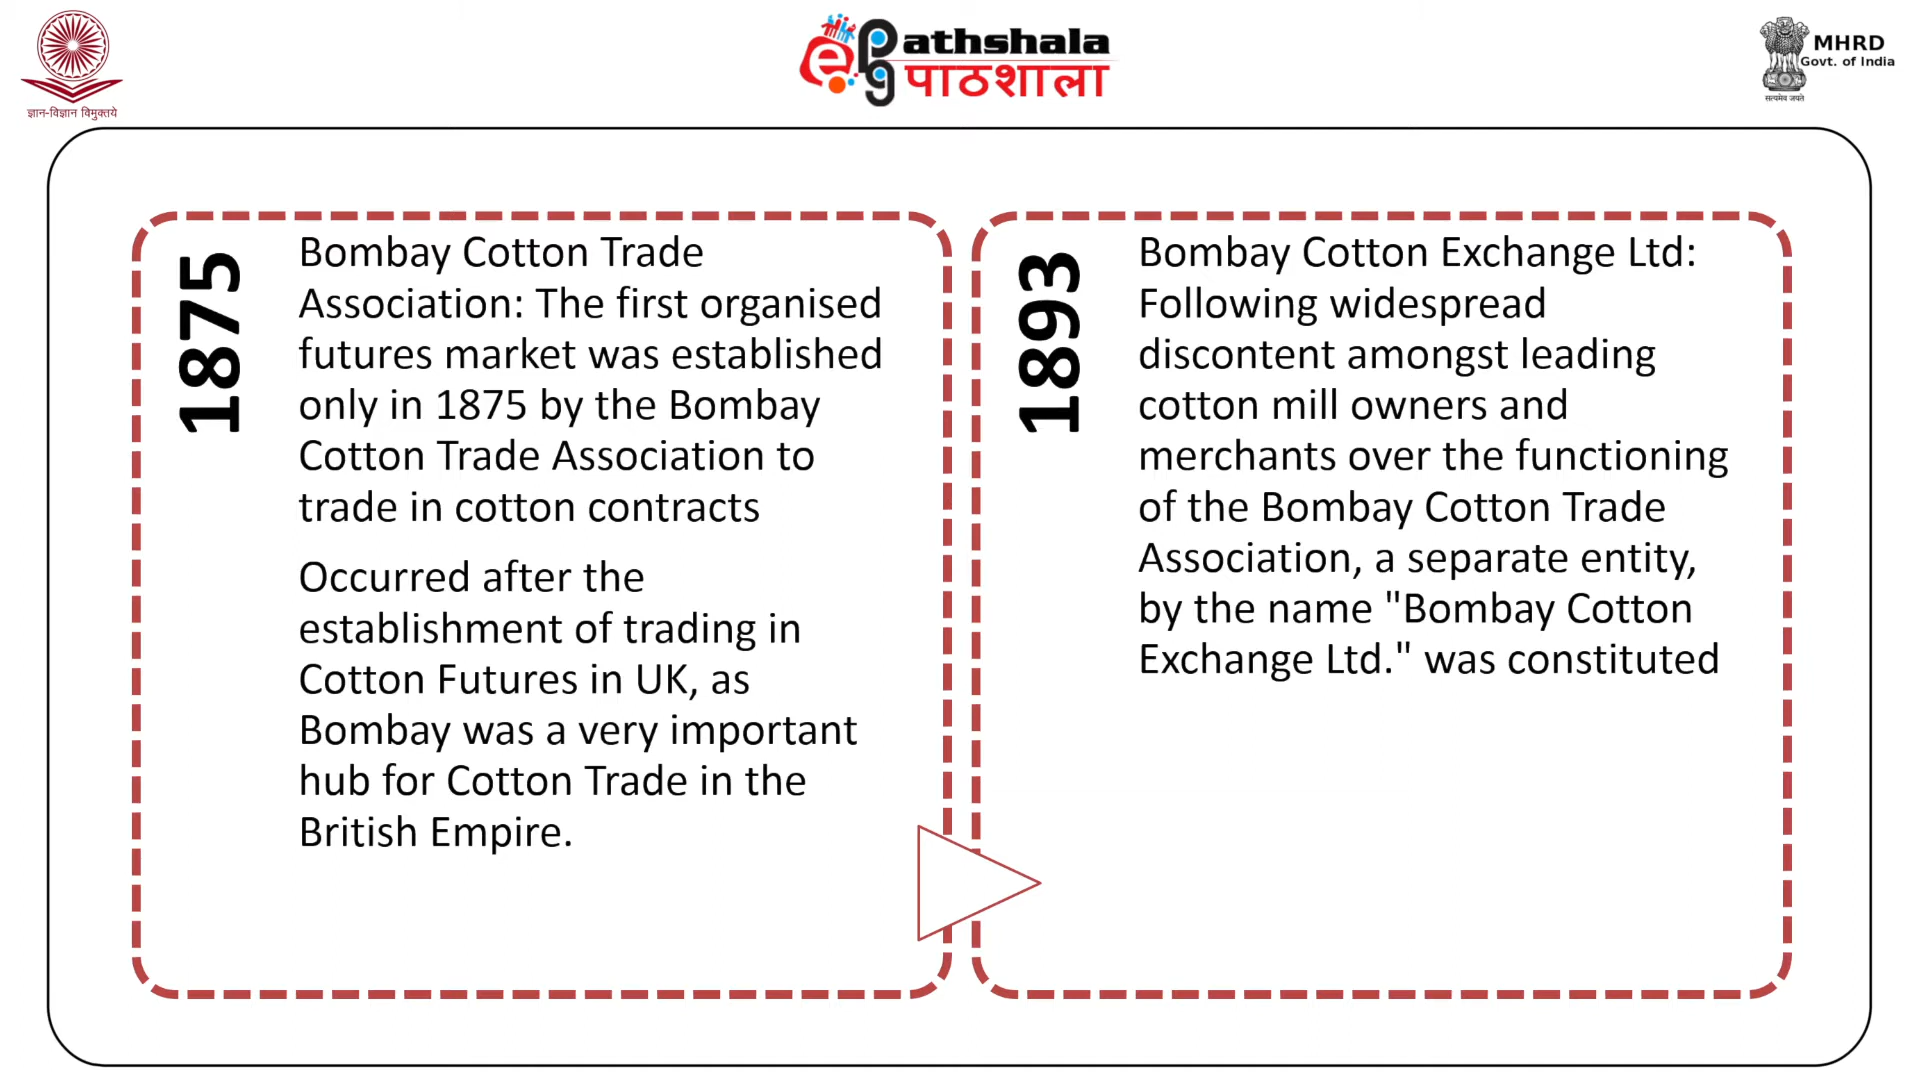 ज्ञान-विज्ञान विमुक्तये
ePG
athshala
पाठशाला
MHRD
Govt. of India
सत्यमेव जयते
1875
Bombay Cotton Trade
Association: The first organised
futures market was established
only in 1875 by the Bombay
Cotton Trade Association to
trade in cotton contracts
Occurred after the
establishment of trading in
Cotton Futures in UK, as
Bombay was a very important
hub for Cotton Trade in the
British Empire.
1893
Bombay Cotton Exchange Ltd:
Following widespread
discontent amongst leading
cotton mill owners and
merchants over the functioning
of the Bombay Cotton Trade
Association, a separate entity,
by the name "Bombay Cotton
Exchange Ltd." was constituted